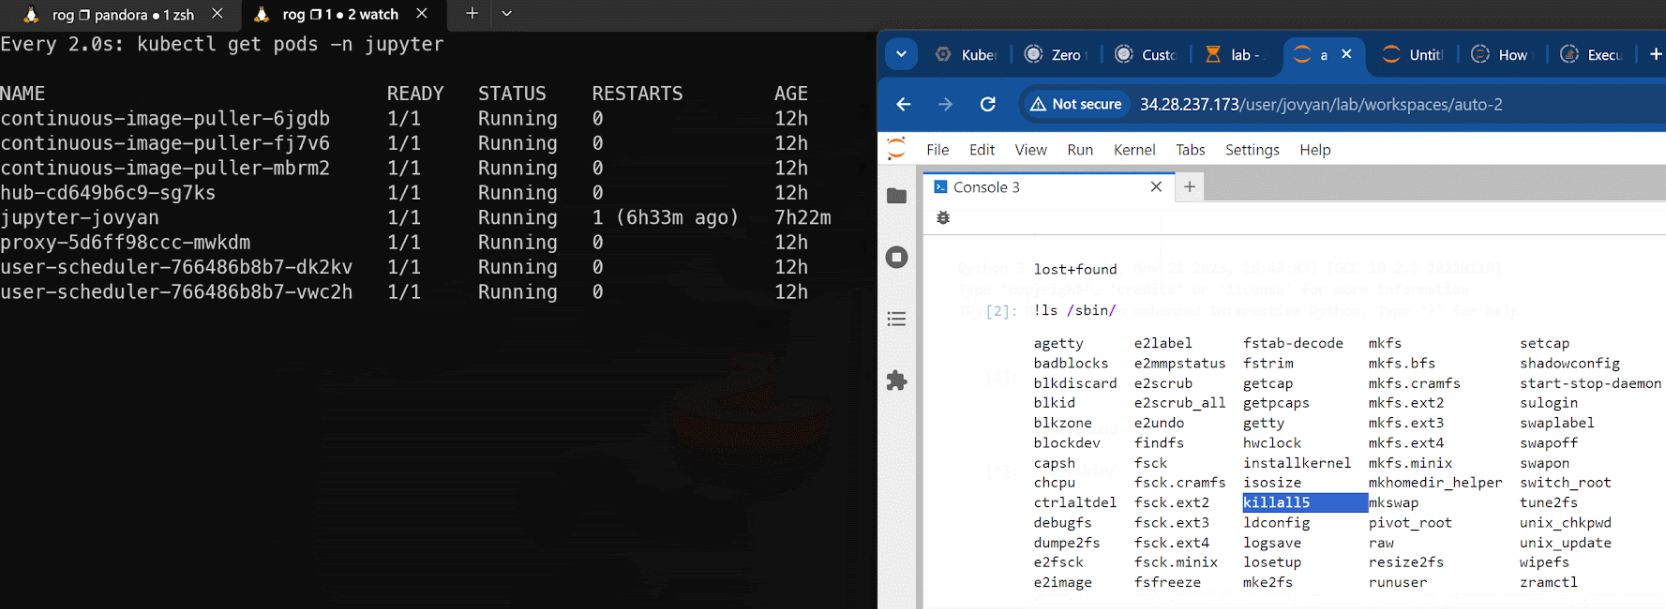 rog pandora • 1 zsh
rog 1 • 2 watch
Every 2.0s: kubectl get pods -n jupyter
NAME READY STATUS RESTARTS AGE
continuous-image-puller-6jgdb 1/1 Running 0 12h
continuous-image-puller-fj7v6 1/1 Running 0 12h
continuous-image-puller-mbrm2 1/1 Running 0 12h
hub-cd649b6c9-sg7ks 1/1 Running 0 12h
jupyter-jovyan 1/1 Running 1 (6h33m ago) 7h22m
proxy-5d6ff98ccc-mwkdm 1/1 Running 0 12h
user-scheduler-766486b8b7-dk2kv 1/1 Running 0 12h
user-scheduler-766486b8b7-vwc2h 1/1 Running 0 12h
Kuber Zero t Custo lab - a Untitl How Execu
Not secure 34.28.237.173/user/jovyan/lab/workspaces/auto-2
File Edit View Run Kernel Tabs Settings Help
Console 3
lost+found
[2]: !ls /sbin/
agetty e2label fstab-decode mkfs setcap
badblocks e2mmpstatus fstrim mkfs.bfs shadowconfig
blkdiscard e2scrub getcap mkfs.cramfs start-stop-daemon
blkid e2scrub_all getpcaps mkfs.ext2 sulogin
blkzone e2undo getty mkfs.ext3 swaplabel
blockdev findfs hwclock mkfs.ext4 swapoff
capsh fsck installkernel mkfs.minix swapon
chcpu fsck.cramfs isosize mkhomedir_helper switch_root
ctrlaltdel fsck.ext2 killall5 mkswap tune2fs
debugfs fsck.ext3 ldconfig pivot_root unix_chkpwd
dumpe2fs fsck.ext4 logsave raw unix_update
e2fsck fsck.minix losetup resize2fs wipefs
e2image fsfreeze mke2fs runuser zramctl